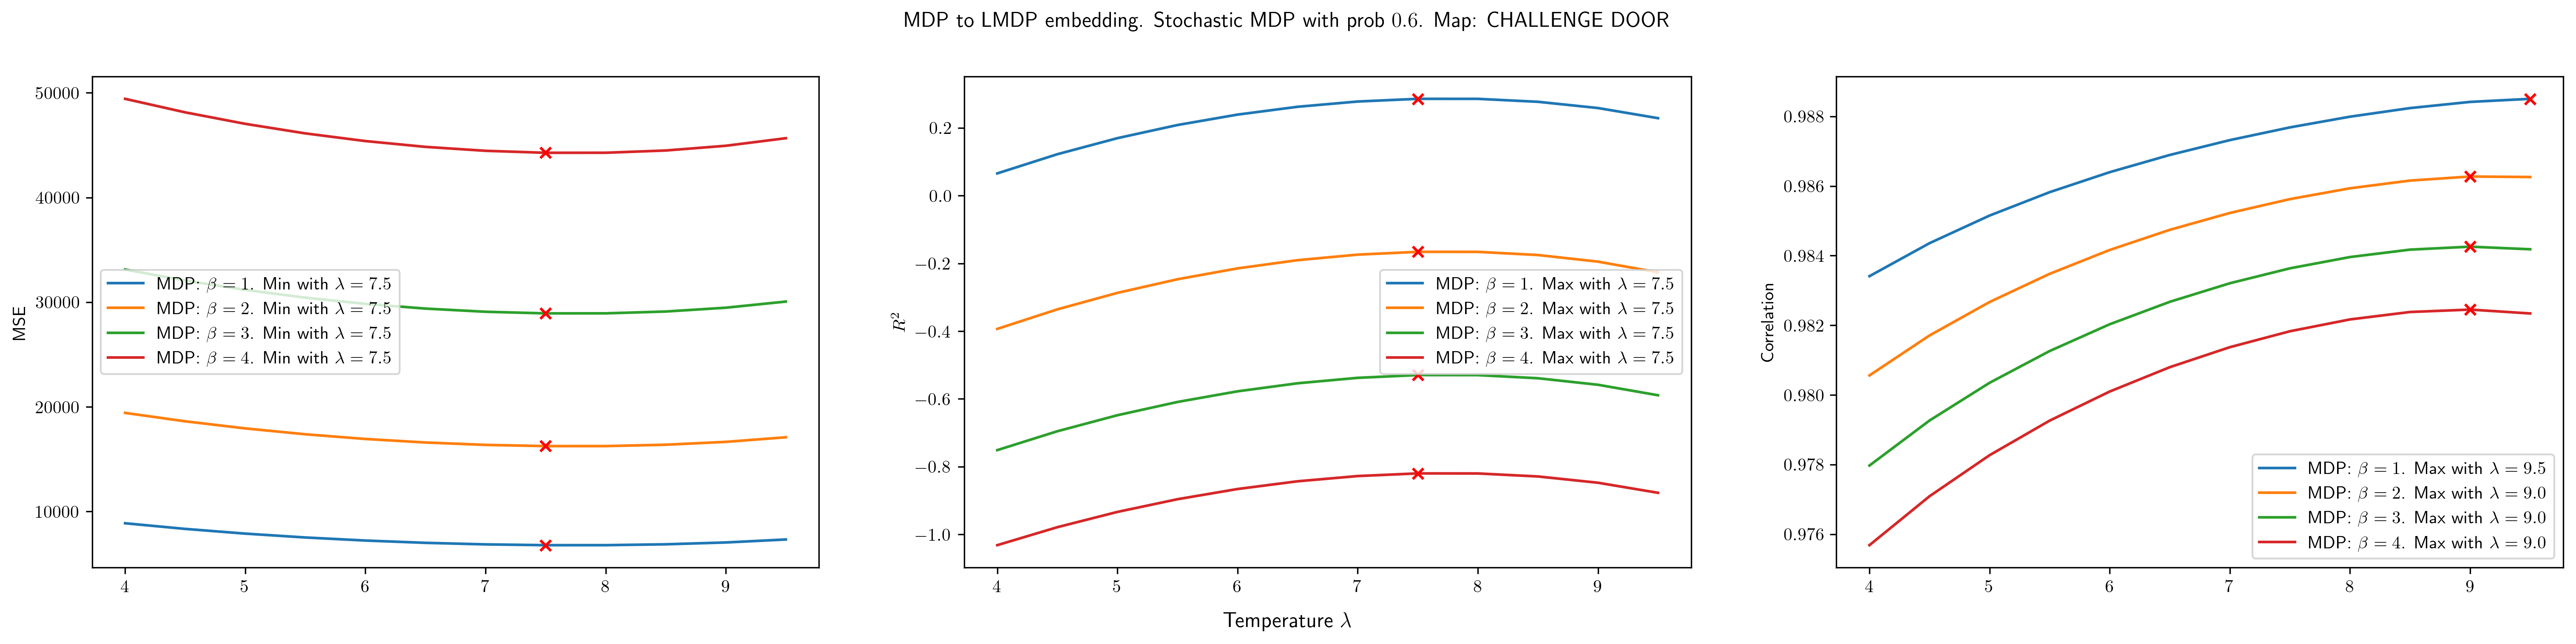 MDP to LMDP embedding. Stochastic MDP with prob 0.6. Map: CHALLENGE DOOR
MSE
50000
40000
30000
20000
10000
MDP: β = 1. Min with λ = 7.5
MDP: β = 2. Min with λ = 7.5
MDP: β = 3. Min with λ = 7.5
MDP: β = 4. Min with λ = 7.5
4 5 6 7 8 9
R²
0.2
0.0
−0.2
−0.4
−0.6
−0.8
−1.0
MDP: β = 1. Max with λ = 7.5
MDP: β = 2. Max with λ = 7.5
MDP: β = 3. Max with λ = 7.5
MDP: β = 4. Max with λ = 7.5
4 5 6 7 8 9
Temperature λ
Correlation
0.988
0.986
0.984
0.982
0.980
0.978
0.976
MDP: β = 1. Max with λ = 9.5
MDP: β = 2. Max with λ = 9.0
MDP: β = 3. Max with λ = 9.0
MDP: β = 4. Max with λ = 9.0
4 5 6 7 8 9